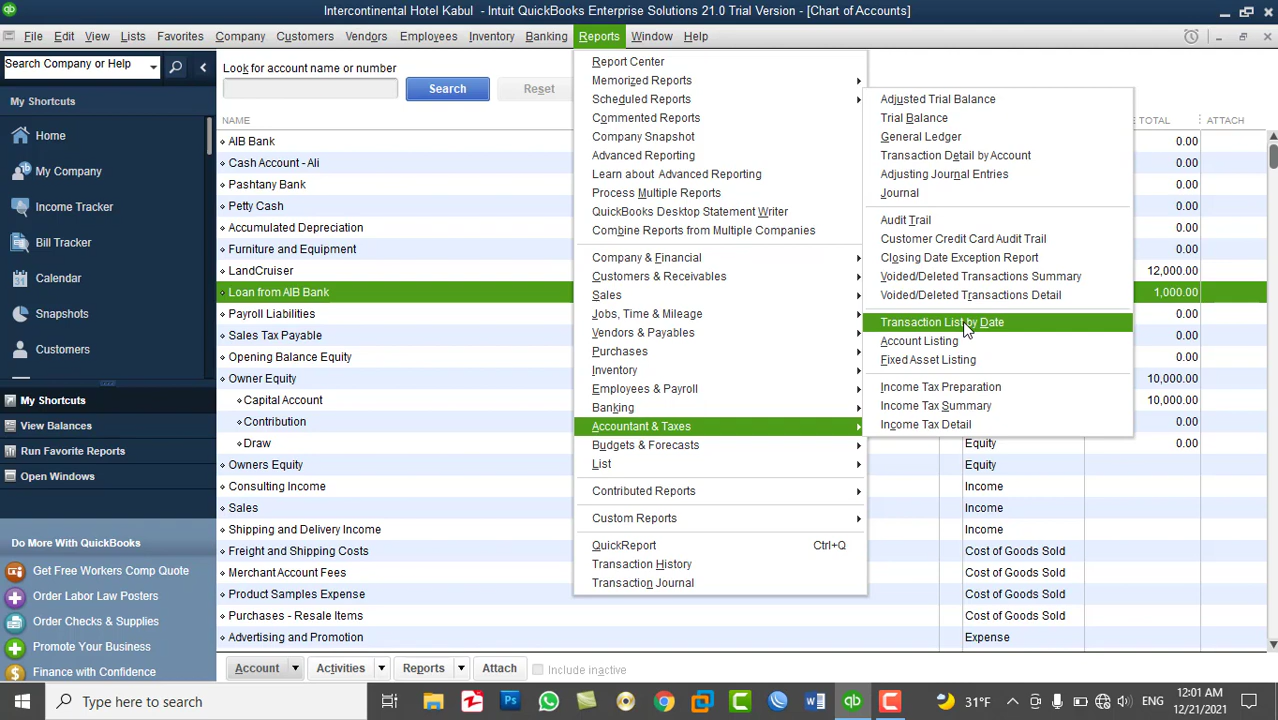 Intercontinental Hotel Kabul - Intuit QuickBooks Enterprise Solutions 21.0 Trial Version - [Chart of Accounts]
File Edit View Lists Favorites Company Customers Vendors Employees Inventory Banking Reports Window Help
Search Company or Help
My Shortcuts
Home
My Company
Income Tracker
Bill Tracker
Calendar
Snapshots
Customers
My Shortcuts
View Balances
Run Favorite Reports
Open Windows
Do More With QuickBooks
Get Free Workers Comp Quote
Order Labor Law Posters
Order Checks & Supplies
Promote Your Business
Finance with Confidence
Look for account name or number
Search Reset
NAME
AIB Bank
Cash Account - Ali
Pashtany Bank
Petty Cash
Accumulated Depreciation
Furniture and Equipment
LandCruiser
Loan from AIB Bank
Payroll Liabilities
Sales Tax Payable
Opening Balance Equity
Owner Equity
Capital Account
Contribution
Draw
Owners Equity
Consulting Income
Sales
Shipping and Delivery Income
Freight and Shipping Costs
Merchant Account Fees
Product Samples Expense
Purchases - Resale Items
Advertising and Promotion
Report Center
Memorized Reports
Scheduled Reports
Commented Reports
Company Snapshot
Advanced Reporting
Learn about Advanced Reporting
Process Multiple Reports
QuickBooks Desktop Statement Writer
Combine Reports from Multiple Companies
Company & Financial
Customers & Receivables
Sales
Jobs, Time & Mileage
Vendors & Payables
Purchases
Inventory
Employees & Payroll
Banking
Accountant & Taxes
Budgets & Forecasts
List
Contributed Reports
Custom Reports
QuickReport Ctrl+Q
Transaction History
Transaction Journal
Adjusted Trial Balance
Trial Balance
General Ledger
Transaction Detail by Account
Adjusting Journal Entries
Journal
Audit Trail
Customer Credit Card Audit Trail
Closing Date Exception Report
Voided/Deleted Transactions Summary
Voided/Deleted Transactions Detail
Transaction List by Date
Account Listing
Fixed Asset Listing
Income Tax Preparation
Income Tax Summary
Income Tax Detail
Equity
Equity
Income
Income
Income
Cost of Goods Sold
Cost of Goods Sold
Cost of Goods Sold
Cost of Goods Sold
Expense
TOTAL ATTACH
0.00
0.00
0.00
0.00
0.00
0.00
12,000.00
1,000.00
0.00
0.00
0.00
10,000.00
10,000.00
0.00
0.00
Account Activities Reports Attach Include inactive
Type here to search
31°F ENG 12:01 AM
12/21/2021